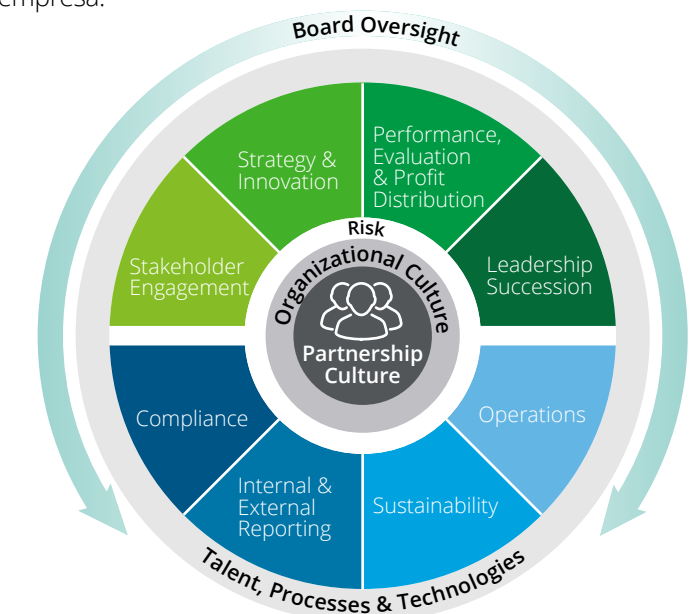 empresa.
Board Oversight
Strategy &
Innovation
Performance,
Evaluation
& Profit
Distribution
Stakeholder
Engagement
Risk
Organizational Culture
Partnership
Culture
Leadership
Succession
Compliance
Operations
Internal &
External
Reporting
Sustainability
Talent, Processes & Technologies